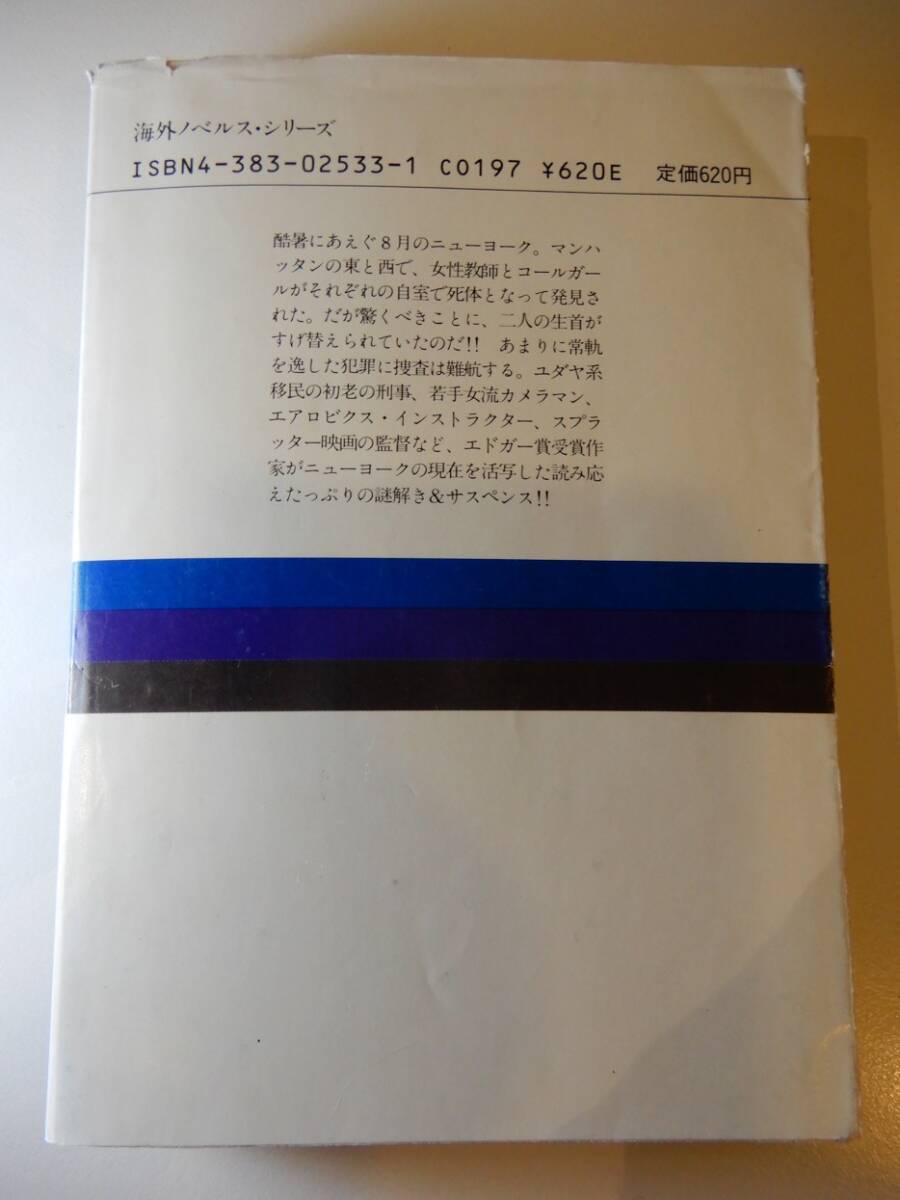 海外ノベルス・シリーズ
ISBN4-383-02533-1 C0197 ¥620E 定価620円
酷暑にあえぐ8月のニューヨーク。マンハ
ッタンの東と西で、女性教師とコールガー
ルがそれぞれの自室で死体となって発見さ
れた。だが驚くべきことに、二人の生首が
すげ替えられていたのだ!! あまりに常軌
を逸した犯罪に捜査は難航する。ユダヤ系
移民の初老の刑事、若手女流カメラマン、
エアロビクス・インストラクター、スプラ
ッター映画の監督など、エドガー賞受賞作
家がニューヨークの現在を活写した読み応
えたっぷりの謎解き&サスペンス!!